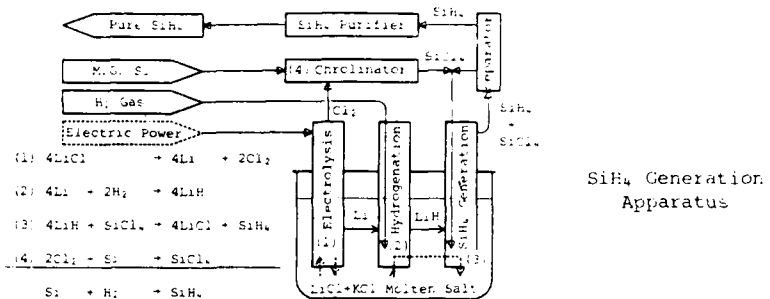 SiH₄
Pure SiH₄
SiH₄ Purifier
SiCl₄
Separator
M.G. Si
(4) Chrolinator
H₂ Gas
Cl₂
SiH₄
+
SiCl₄
Electric Power
(1) 4LiCl → 4Li + 2Cl₂
(2) 4Li + 2H₂ → 4LiH
(3) 4LiH + SiCl₄ → 4LiCl + SiH₄
(4) 2Cl₂ + Si → SiCl₄
Si + H₂ → SiH₄
Electrolysis
(1)
Li
Hydrogenation
(2)
LiH
SiH₄ Generation
(3)
LiCl+KCl Molten Salt
SiH₄ Generation
Apparatus